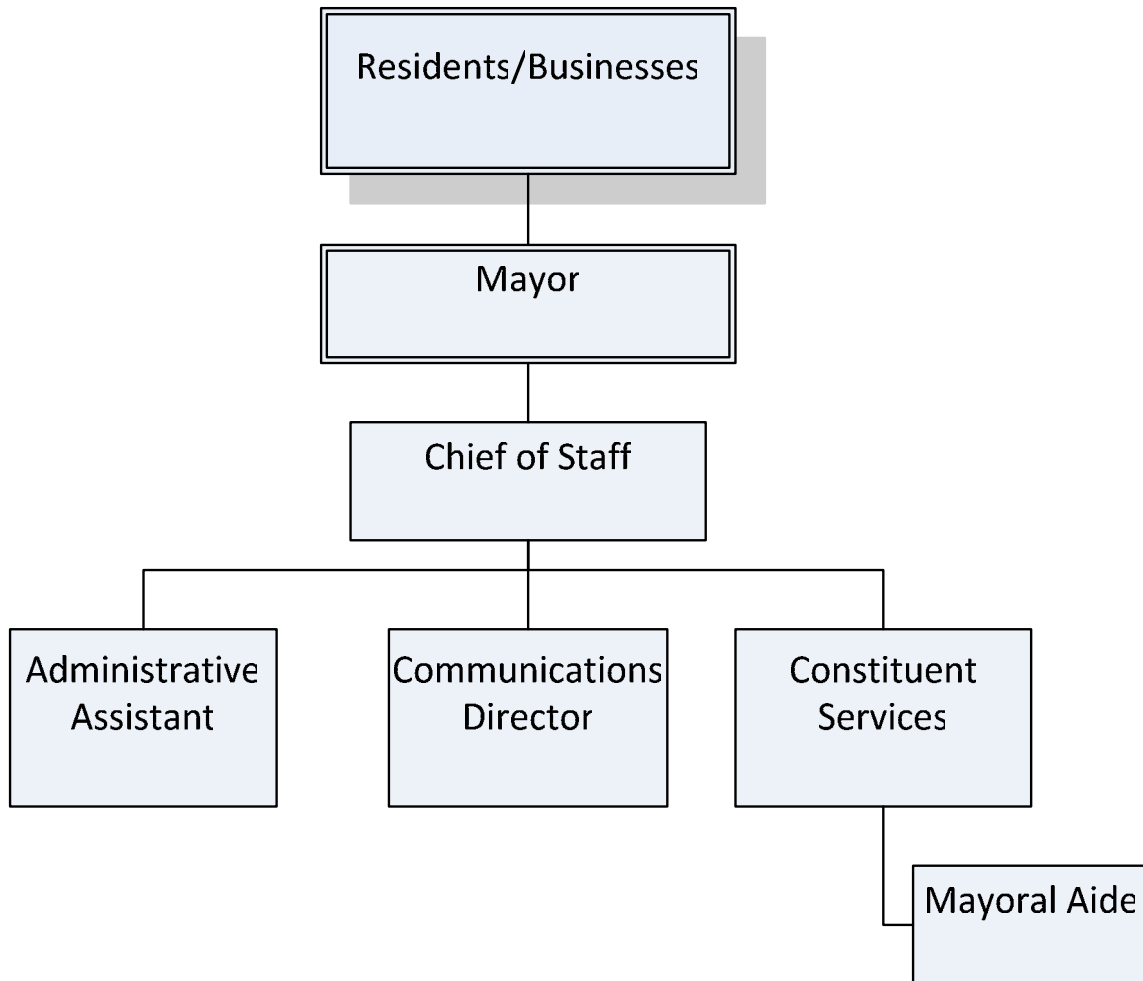 Residents/Businesses
Mayor
Chief of Staff
Administrative
Assistant
Communications
Director
Constituent
Services
Mayoral Aide